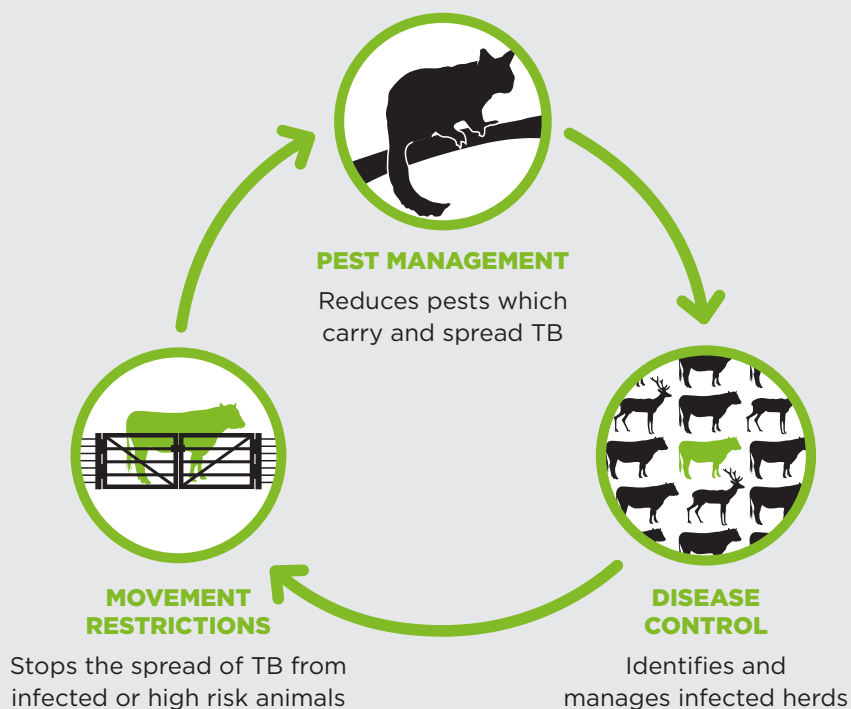 PEST MANAGEMENT
Reduces pests which
carry and spread TB
MOVEMENT
RESTRICTIONS
Stops the spread of TB from
infected or high risk animals
DISEASE
CONTROL
Identifies and
manages infected herds